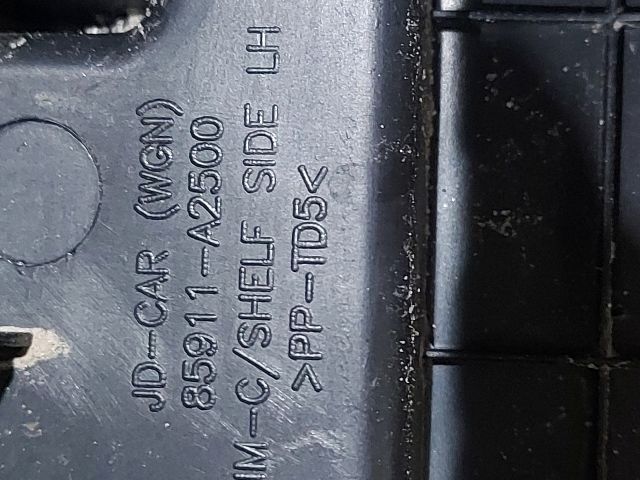 JD-CAR (WGN)
85911-A2500
IM-C/SHELF SIDE LH
>PP-TD5<